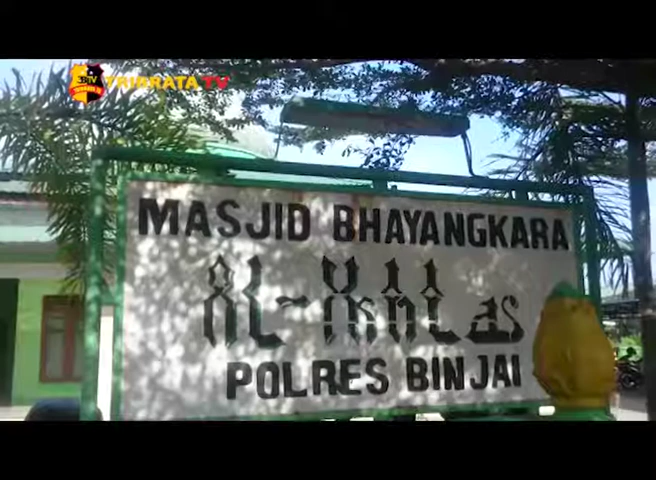 TRIBRATA TV
MASJID BHAYANGKARA
AL-IKHLAS
POLRES BINJAI